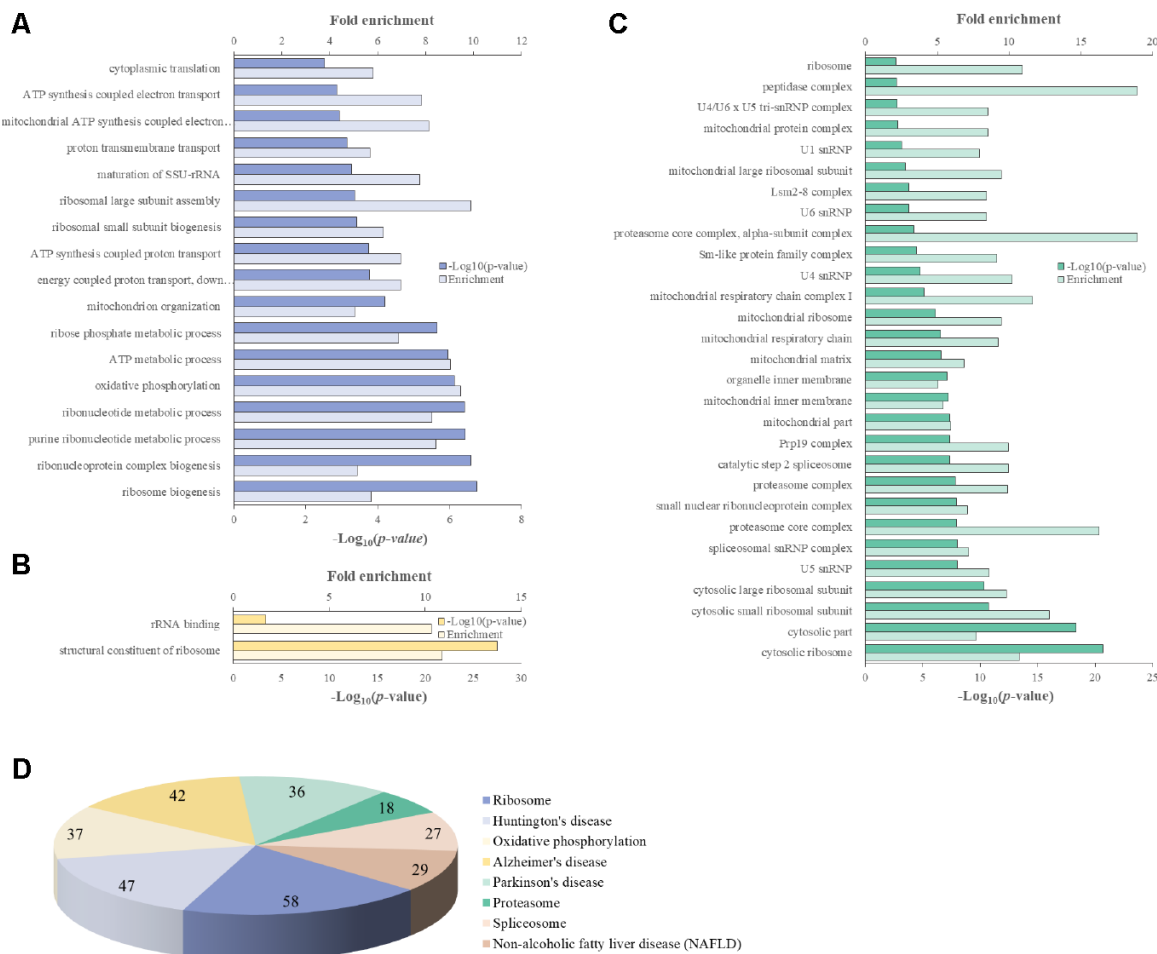 A
Fold enrichment
0 2 4 6 8 10 12
cytoplasmic translation
ATP synthesis coupled electron transport
mitochondrial ATP synthesis coupled electron…
proton transmembrane transport
maturation of SSU-rRNA
ribosomal large subunit assembly
ribosomal small subunit biogenesis
ATP synthesis coupled proton transport
energy coupled proton transport, down…
mitochondrion organization
ribose phosphate metabolic process
ATP metabolic process
oxidative phosphorylation
ribonucleotide metabolic process
purine ribonucleotide metabolic process
ribonucleoprotein complex biogenesis
ribosome biogenesis
-Log10(p-value)
Enrichment
0 2 4 6 8
-Log10(p-value)
B
Fold enrichment
0 5 10 15
rRNA binding
structural constituent of ribosome
-Log10(p-value)
Enrichment
0 5 10 15 20 25 30
-Log10(p-value)
C
Fold enrichment
0 5 10 15 20
ribosome
peptidase complex
U4/U6 x U5 tri-snRNP complex
mitochondrial protein complex
U1 snRNP
mitochondrial large ribosomal subunit
Lsm2-8 complex
U6 snRNP
proteasome core complex, alpha-subunit complex
Sm-like protein family complex
U4 snRNP
mitochondrial respiratory chain complex I
mitochondrial ribosome
mitochondrial respiratory chain
mitochondrial matrix
organelle inner membrane
mitochondrial inner membrane
mitochondrial part
Prp19 complex
catalytic step 2 spliceosome
proteasome complex
small nuclear ribonucleoprotein complex
proteasome core complex
spliceosomal snRNP complex
U5 snRNP
cytosolic large ribosomal subunit
cytosolic small ribosomal subunit
cytosolic part
cytosolic ribosome
-Log10(p-value)
Enrichment
0 5 10 15 20 25
-Log10(p-value)
D
42
36
18
27
29
58
47
37
Ribosome
Huntington's disease
Oxidative phosphorylation
Alzheimer's disease
Parkinson's disease
Proteasome
Spliceosome
Non-alcoholic fatty liver disease (NAFLD)